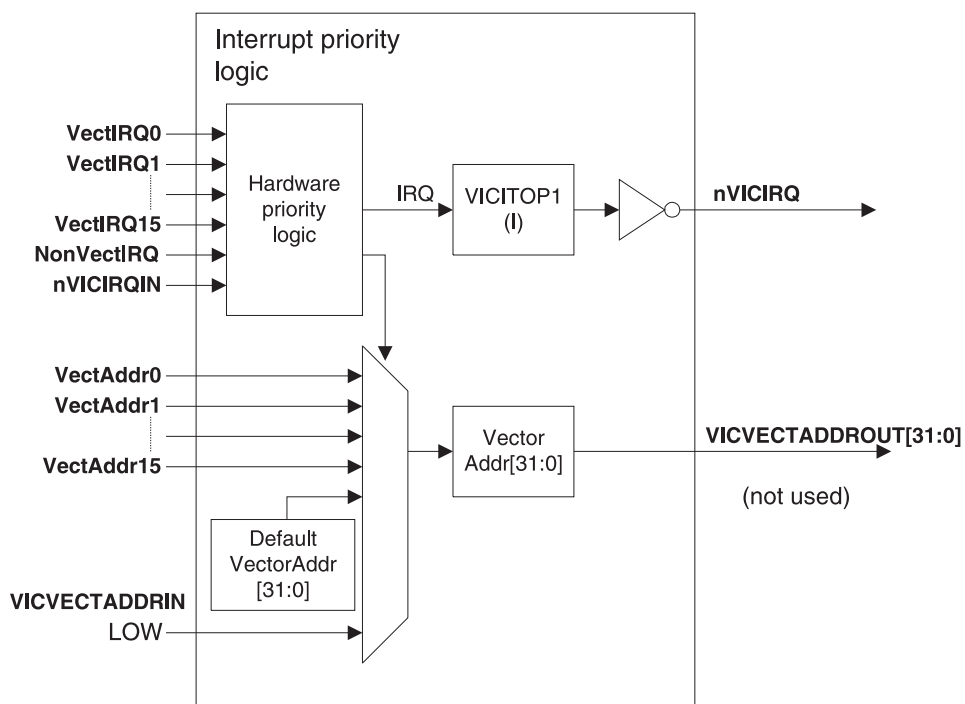 Interrupt priority
logic
VectIRQ0
VectIRQ1
VectIRQ15
NonVectIRQ
nVICIRQIN
Hardware
priority
logic
IRQ
VICITOP1
(I)
nVICIRQ
VectAddr0
VectAddr1
VectAddr15
Vector
Addr[31:0]
VICVECTADDROUT[31:0]
(not used)
Default
VectorAddr
[31:0]
VICVECTADDRIN
LOW